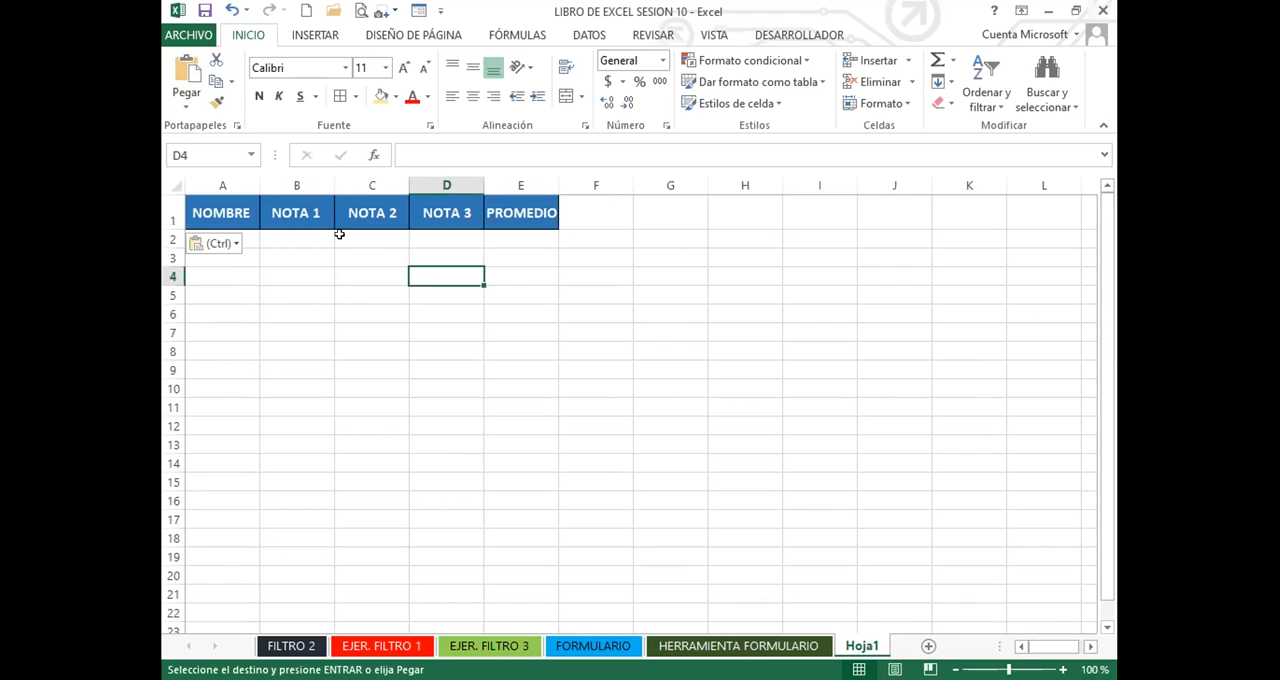 LIBRO DE EXCEL SESION 10 - Excel
ARCHIVO INICIO INSERTAR DISEÑO DE PÁGINA FÓRMULAS DATOS REVISAR VISTA DESARROLLADOR Cuenta Microsoft
Pegar
Portapapeles
Calibri 11
N K S
Fuente
Alineación
General
$ % 000
Número
Formato condicional
Dar formato como tabla
Estilos de celda
Estilos
Insertar
Eliminar
Formato
Celdas
Ordenar y filtrar
Buscar y seleccionar
Modificar
D4 fx
A B C D E F G H I J K L
1 NOMBRE NOTA 1 NOTA 2 NOTA 3 PROMEDIO
2 (Ctrl)
3
4
5
6
7
8
9
10
11
12
13
14
15
16
17
18
19
20
21
22
23
FILTRO 2 EJER. FILTRO 1 EJER. FILTRO 3 FORMULARIO HERRAMIENTA FORMULARIO Hoja1
Seleccione el destino y presione ENTRAR o elija Pegar 100 %